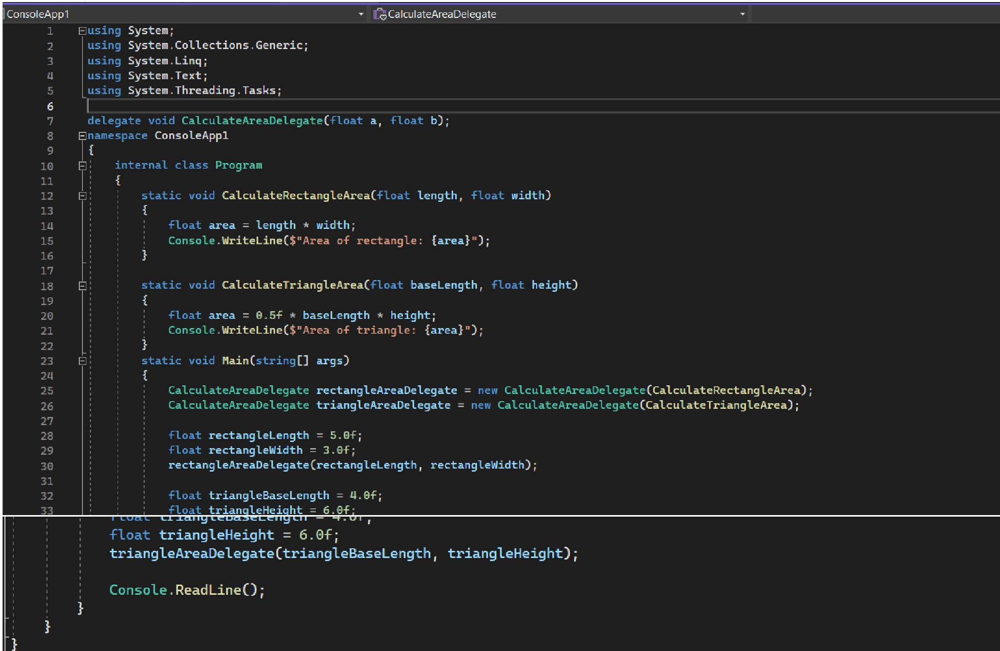 ConsoleApp1 CalculateAreaDelegate
1 using System;
2 using System.Collections.Generic;
3 using System.Linq;
4 using System.Text;
5 using System.Threading.Tasks;
6
7 delegate void CalculateAreaDelegate(float a, float b);
8 namespace ConsoleApp1
9 {
10 internal class Program
11 {
12 static void CalculateRectangleArea(float length, float width)
13 {
14 float area = length * width;
15 Console.WriteLine($"Area of rectangle: {area}");
16 }
17
18 static void CalculateTriangleArea(float baseLength, float height)
19 {
20 float area = 0.5f * baseLength * height;
21 Console.WriteLine($"Area of triangle: {area}");
22 }
23 static void Main(string[] args)
24 {
25 CalculateAreaDelegate rectangleAreaDelegate = new CalculateAreaDelegate(CalculateRectangleArea);
26 CalculateAreaDelegate triangleAreaDelegate = new CalculateAreaDelegate(CalculateTriangleArea);
27
28 float rectangleLength = 5.0f;
29 float rectangleWidth = 3.0f;
30 rectangleAreaDelegate(rectangleLength, rectangleWidth);
31
32 float triangleBaseLength = 4.0f;
33 float triangleHeight = 6.0f;
float triangleBaseLength = 4.0f;
float triangleHeight = 6.0f;
triangleAreaDelegate(triangleBaseLength, triangleHeight);
Console.ReadLine();
}
}
}